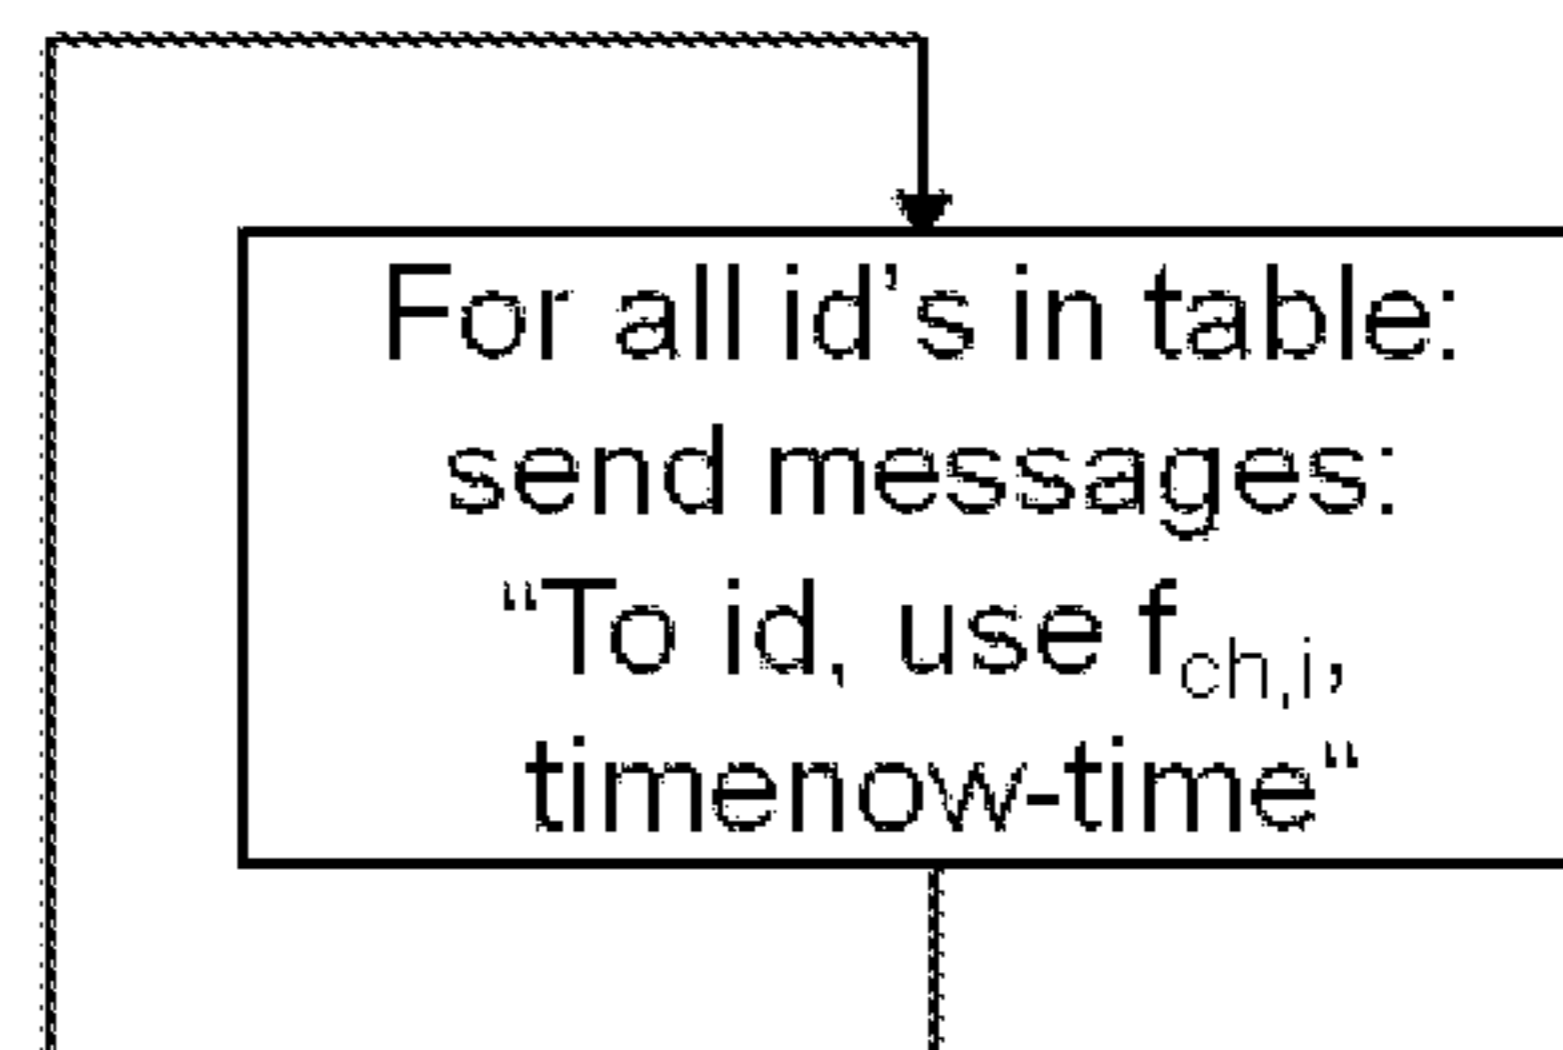 For all id’s in table:
send messages:
“To id, use f_ch,i,
timenow-time“